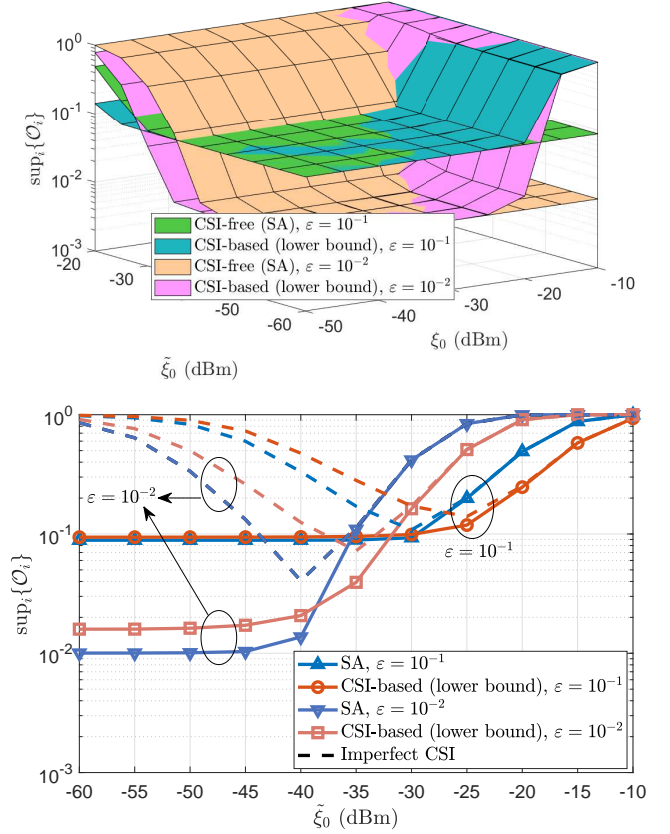 10^0
10^-1
10^-2
10^-3
sup_i{𝒪_i}
CSI-free (SA), ε = 10^-1
CSI-based (lower bound), ε = 10^-1
CSI-free (SA), ε = 10^-2
CSI-based (lower bound), ε = 10^-2
-20
-30
-50
-60
-50
-40
-30
-20
-10
ξ̃_0 (dBm)
ξ_0 (dBm)
10^0
10^-1
10^-2
10^-3
sup_i{𝒪_i}
ε = 10^-2
ε = 10^-1
SA, ε = 10^-1
CSI-based (lower bound), ε = 10^-1
SA, ε = 10^-2
CSI-based (lower bound), ε = 10^-2
Imperfect CSI
-60 -55 -50 -45 -40 -35 -30 -25 -20 -15 -10
ξ̃_0 (dBm)